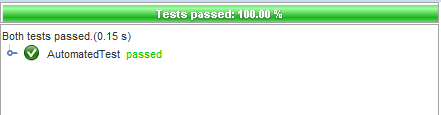 Tests passed: 100.00 %
Both tests passed.(0.15 s)
AutomatedTest passed